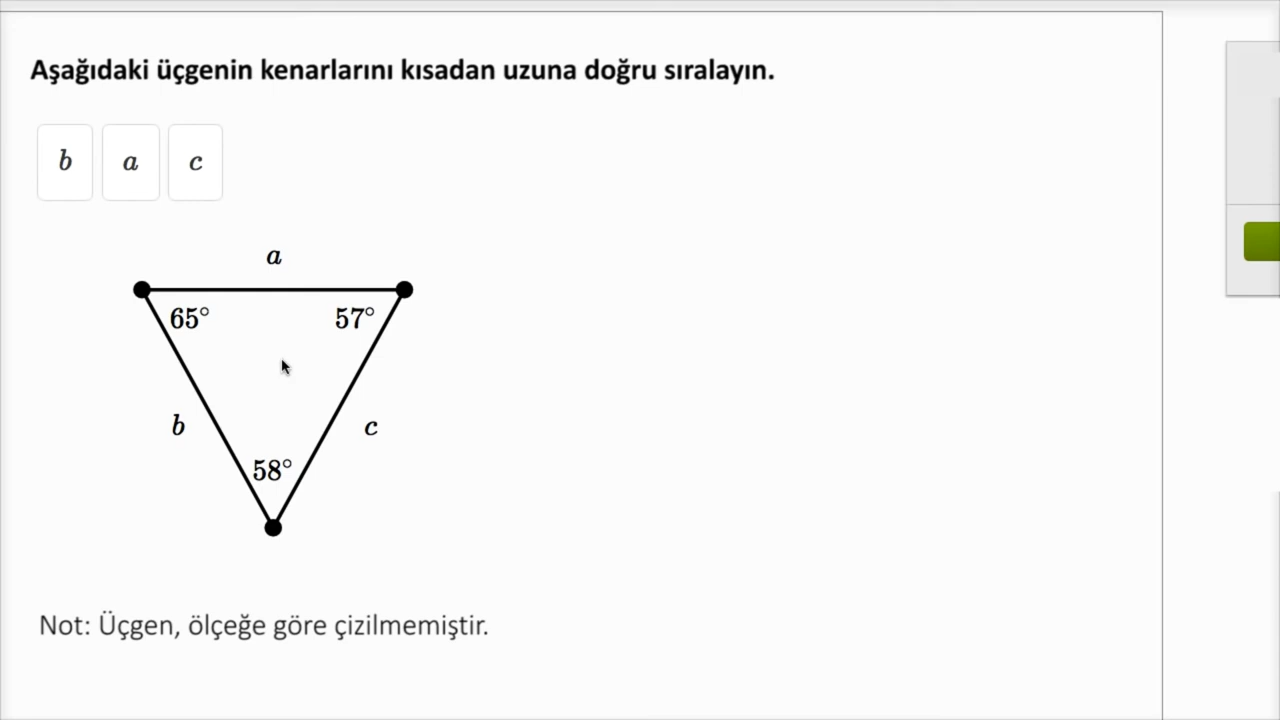 Aşağıdaki üçgenin kenarlarını kısadan uzuna doğru sıralayın.
b a c
a
65° 57°
b c
58°
Not: Üçgen, ölçeğe göre çizilmemiştir.